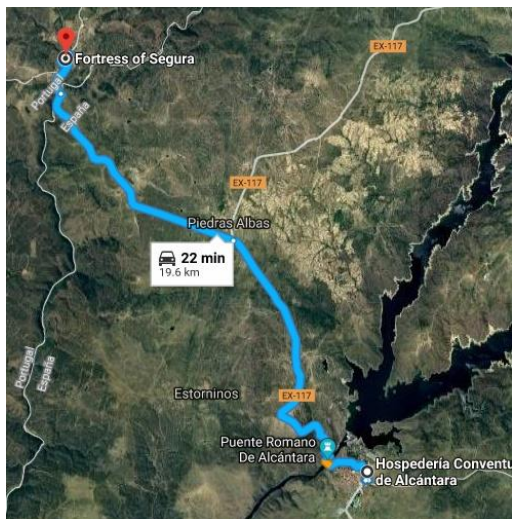 Fortress of Segura
EX-117
Portugal
España
EX-117
Piedras Albas
22 min
19.6 km
Portugal
España
Estorninos
EX-117
Puente Romano
De Alcántara
Hospedería Conventu
de Alcántara